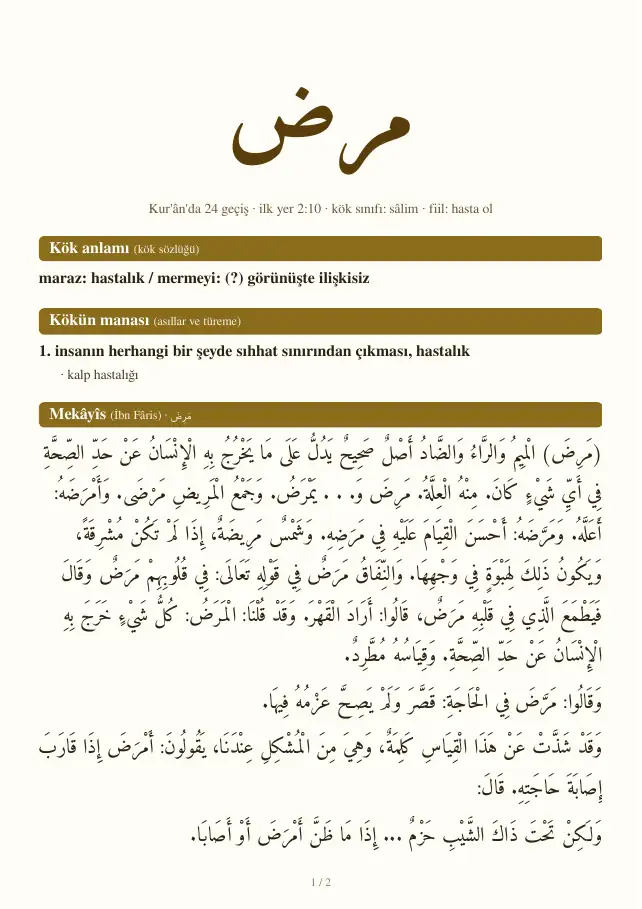 مرض
Kur'ân'da 24 geçiş · ilk yer 2:10 · kök sınıfı: sâlim · fiil: hasta ol
Kök anlamı (kök sözlüğü)
maraz: hastalık / mermeyi: (?) görünüşte ilişkisiz
Kökün manası (asıllar ve türeme)
1. insanın herhangi bir şeyde sıhhat sınırından çıkması, hastalık
· kalp hastalığı
Mekâyîs (İbn Fâris) · مَرِضَ
(مَرِضَ) الْمِيمُ وَالرَّاءُ وَالضَّادُ أَصْلٌ صَحِيحٌ يَدُلُّ عَلَى مَا يَخْرُجُ بِهِ الْإِنْسَانُ عَنْ حَدِّ الصِّحَّةِ
فِي أَيِّ شَيْءٍ كَانَ. مِنْهُ الْعِلَّةُ. مَرِضَ وَ. . . يَمْرَضُ. وَجَمْعُ الْمَرِيضِ مَرْضَى. وَأَمْرَضَهُ:
أَعَلَّهُ. وَمَرَّضَهُ: أَحْسَنَ الْقِيَامَ عَلَيْهِ فِي مَرَضِهِ. وَشَمْسٌ مَرِيضَةٌ، إِذَا لَمْ تَكُنْ مُشْرِقَةً،
وَيَكُونُ ذَلِكَ لِهَبْوَةٍ فِي وَجْهِهَا. وَالنِّفَاقُ مَرَضٌ فِي قَوْلِهِ تَعَالَى: فِي قُلُوبِهِمْ مَرَضٌ وَقَالَ
فَيَطْمَعَ الَّذِي فِي قَلْبِهِ مَرَضٌ، قَالُوا: أَرَادَ الْقَهْرَ. وَقَدْ قُلْنَا: الْمَرَضُ: كُلُّ شَيْءٍ خَرَجَ بِهِ
الْإِنْسَانُ عَنْ حَدِّ الصِّحَّةِ. وَقِيَاسُهُ مُطَّرِدٌ.
وَقَالُوا: مَرَّضَ فِي الْحَاجَةِ: قَصَّرَ وَلَمْ يَصِحَّ عَزْمُهُ فِيهَا.
وَقَدْ شَذَّتْ عَنْ هَذَا الْقِيَاسِ كَلِمَةٌ، وَهِيَ مِنَ الْمُشْكِلِ عِنْدَنَا، يَقُولُونَ: أَمْرَضَ إِذَا قَارَبَ
إِصَابَةَ حَاجَتِهِ. قَالَ:
وَلَكِنْ تَحْتَ ذَاكَ الشَّيْبِ حَزْمٌ ... إِذَا مَا ظَنَّ أَمْرَضَ أَوْ أَصَابَا.
1 / 2